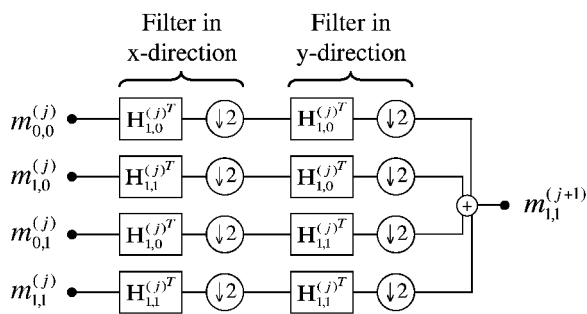 Filter in x-direction Filter in y-direction
m_{0,0}^{(j)} H_{1,0}^{(j)T} ↓2 H_{1,0}^{(j)T} ↓2
m_{1,0}^{(j)} H_{1,1}^{(j)T} ↓2 H_{1,0}^{(j)T} ↓2
+ m_{1,1}^{(j+1)}
m_{0,1}^{(j)} H_{1,0}^{(j)T} ↓2 H_{1,1}^{(j)T} ↓2
m_{1,1}^{(j)} H_{1,1}^{(j)T} ↓2 H_{1,1}^{(j)T} ↓2